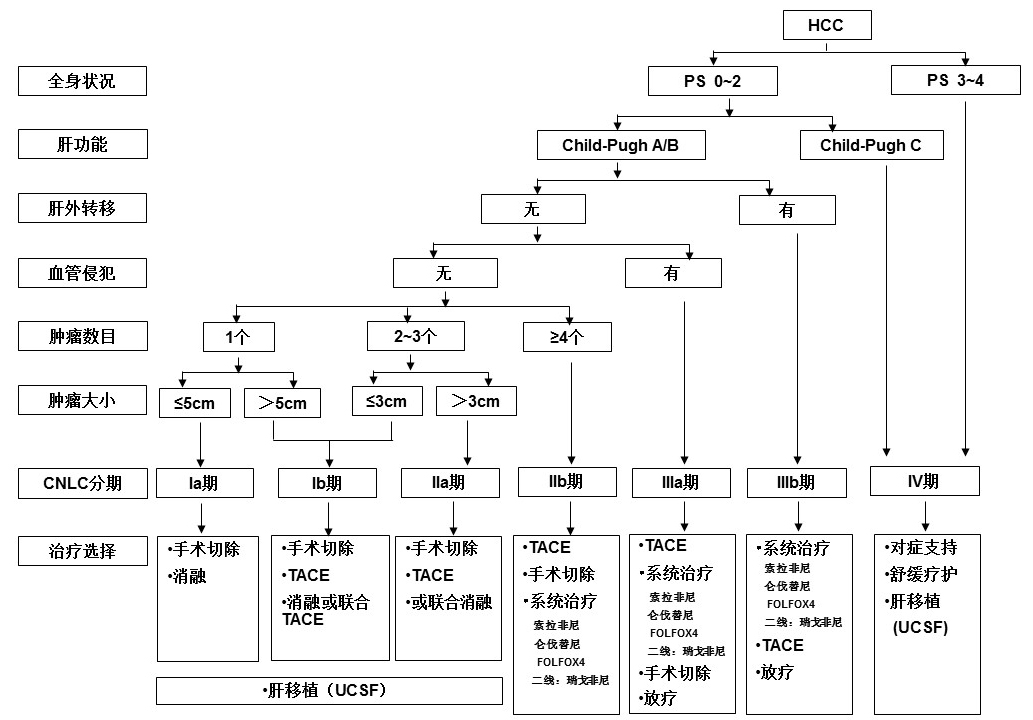 HCC
全身状况
PS 0~2
PS 3~4
肝功能
Child-Pugh A/B
Child-Pugh C
肝外转移
无
有
血管侵犯
无
有
肿瘤数目
1个
2~3个
≥4个
肿瘤大小
≤5cm
＞5cm
≤3cm
＞3cm
CNLC分期
Ia期
Ib期
IIa期
IIb期
IIIa期
IIIb期
IV期
治疗选择
•手术切除
•消融
•手术切除
•TACE
•消融或联合
TACE
•手术切除
•TACE
•或联合消融
•TACE
•手术切除
•系统治疗
索拉非尼
仑伐替尼
FOLFOX4
二线：瑞戈非尼
•TACE
•系统治疗
索拉非尼
仑伐替尼
FOLFOX4
二线：瑞戈非尼
•手术切除
•放疗
•系统治疗
索拉非尼
仑伐替尼
FOLFOX4
二线：瑞戈非尼
•TACE
•放疗
•对症支持
•舒缓疗护
•肝移植
(UCSF)
•肝移植（UCSF）